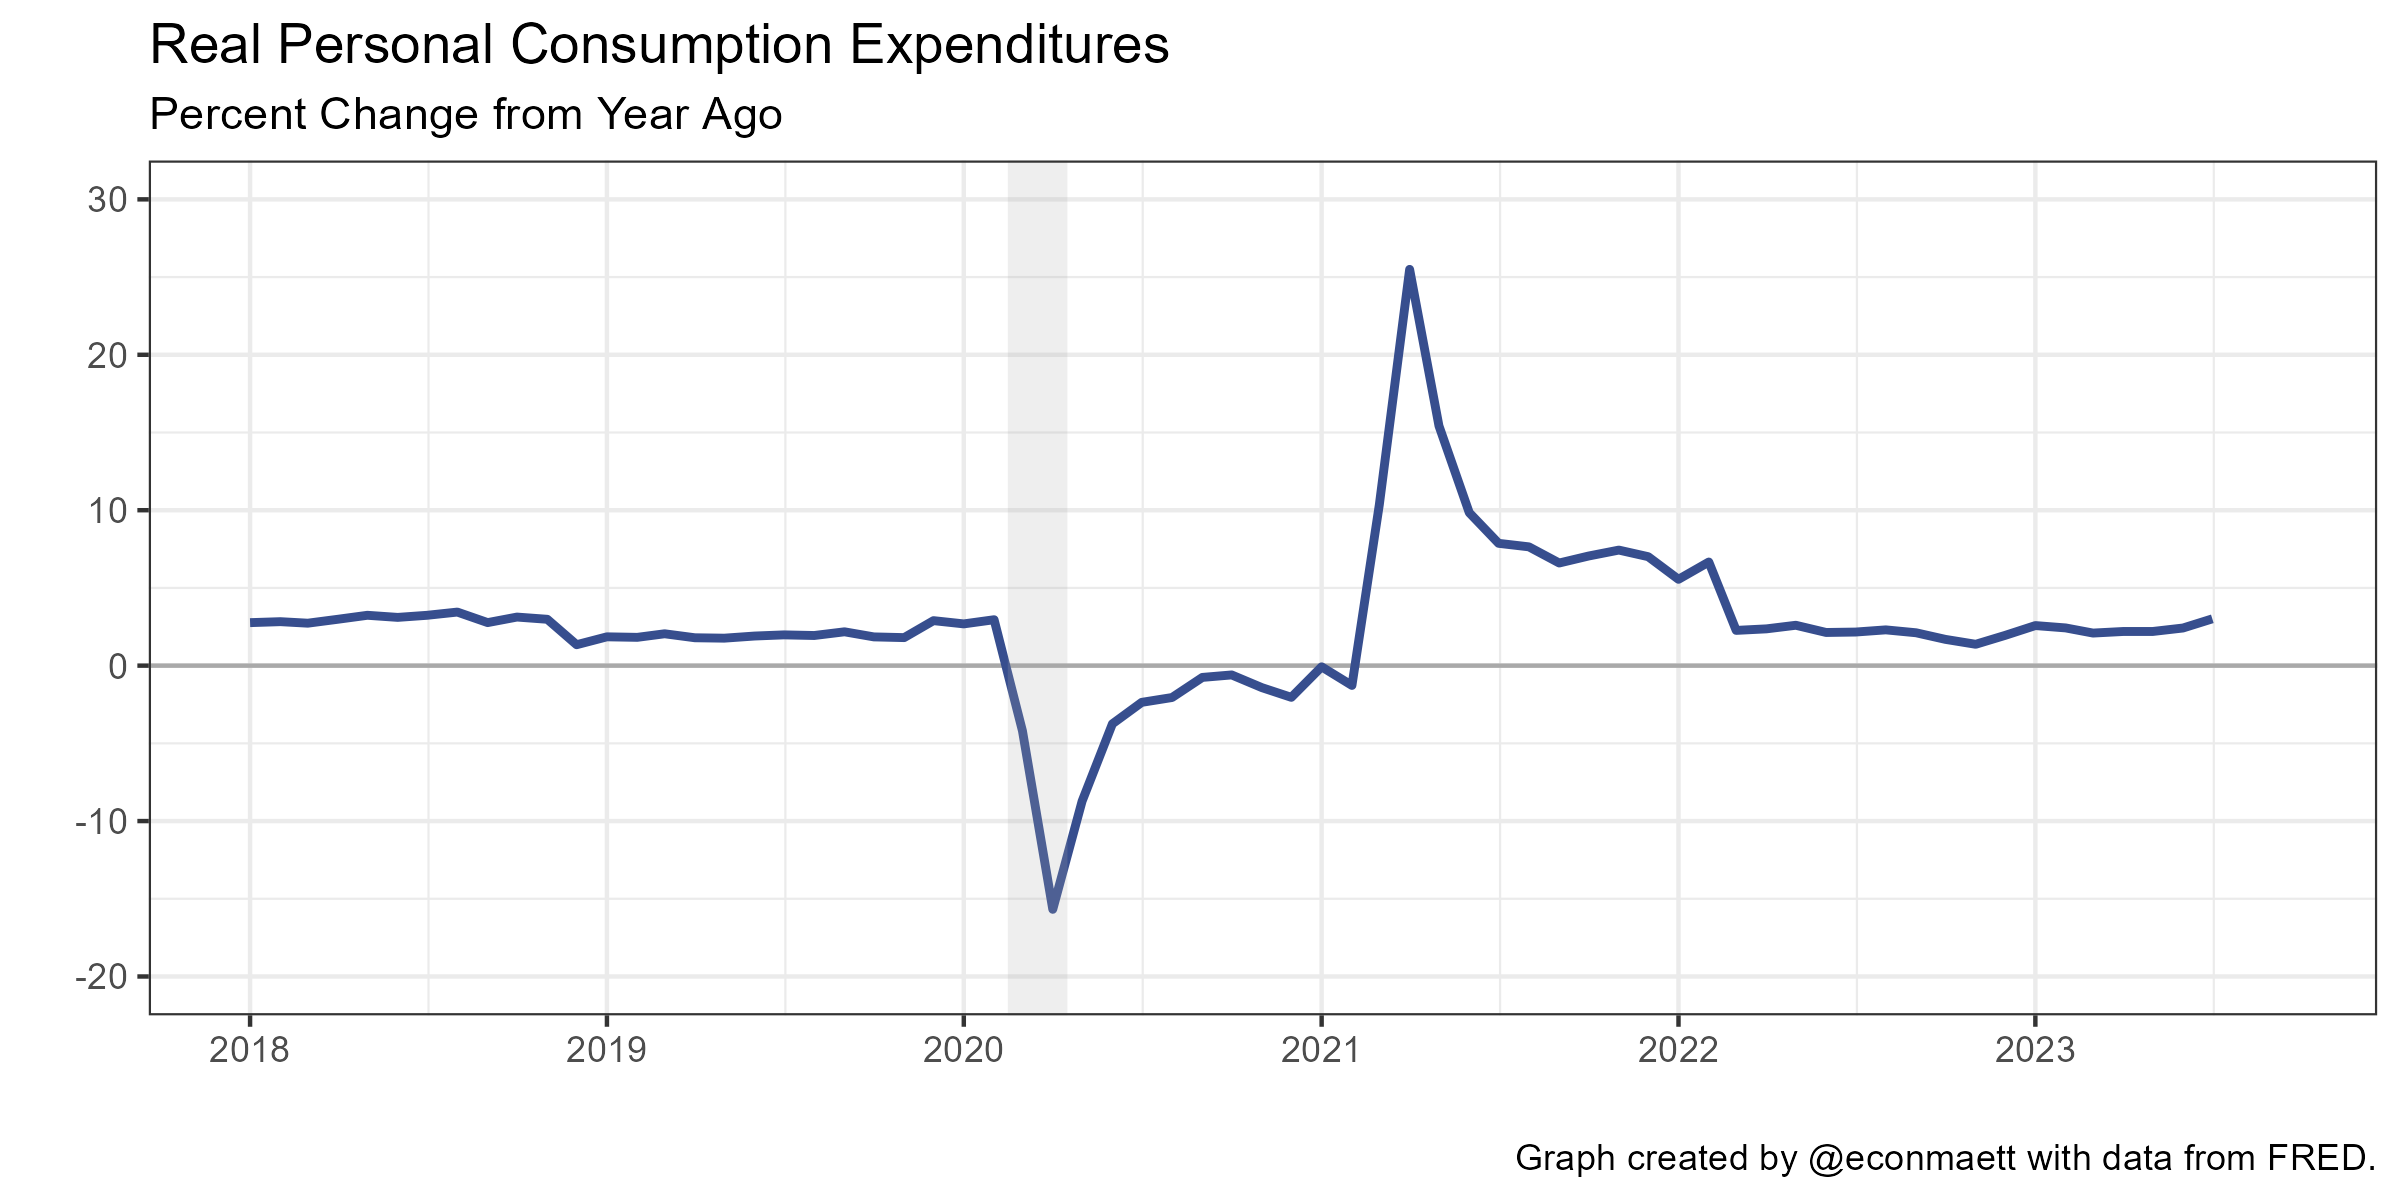 Real Personal Consumption Expenditures
Percent Change from Year Ago
30
20
10
0
-10
-20
2018 2019 2020 2021 2022 2023
Graph created by @econmaett with data from FRED.